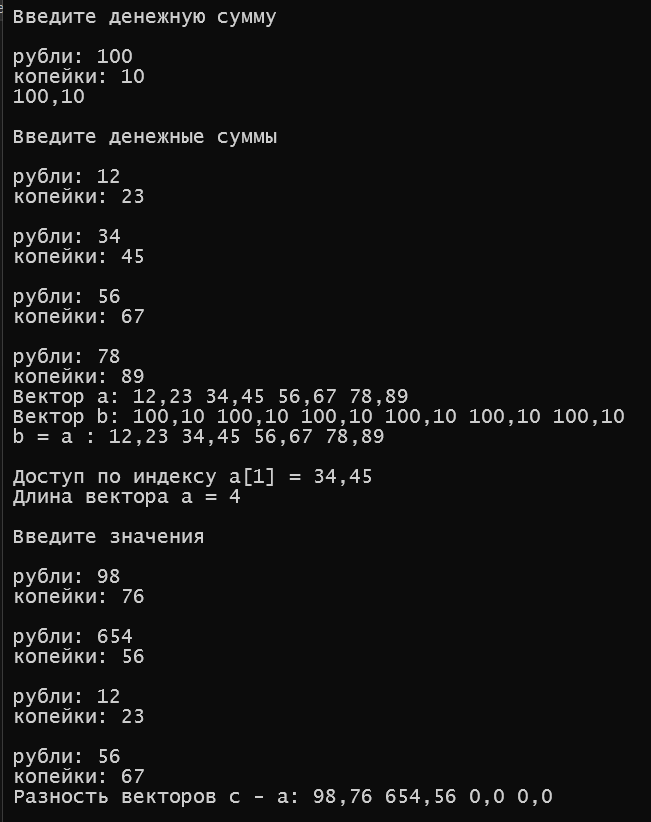 Введите денежную сумму
рубли: 100
копейки: 10
100,10
Введите денежные суммы
рубли: 12
копейки: 23
рубли: 34
копейки: 45
рубли: 56
копейки: 67
рубли: 78
копейки: 89
Вектор a: 12,23 34,45 56,67 78,89
Вектор b: 100,10 100,10 100,10 100,10 100,10 100,10
b = a : 12,23 34,45 56,67 78,89
Доступ по индексу a[1] = 34,45
Длина вектора a = 4
Введите значения
рубли: 98
копейки: 76
рубли: 654
копейки: 56
рубли: 12
копейки: 23
рубли: 56
копейки: 67
Разность векторов c - a: 98,76 654,56 0,0 0,0